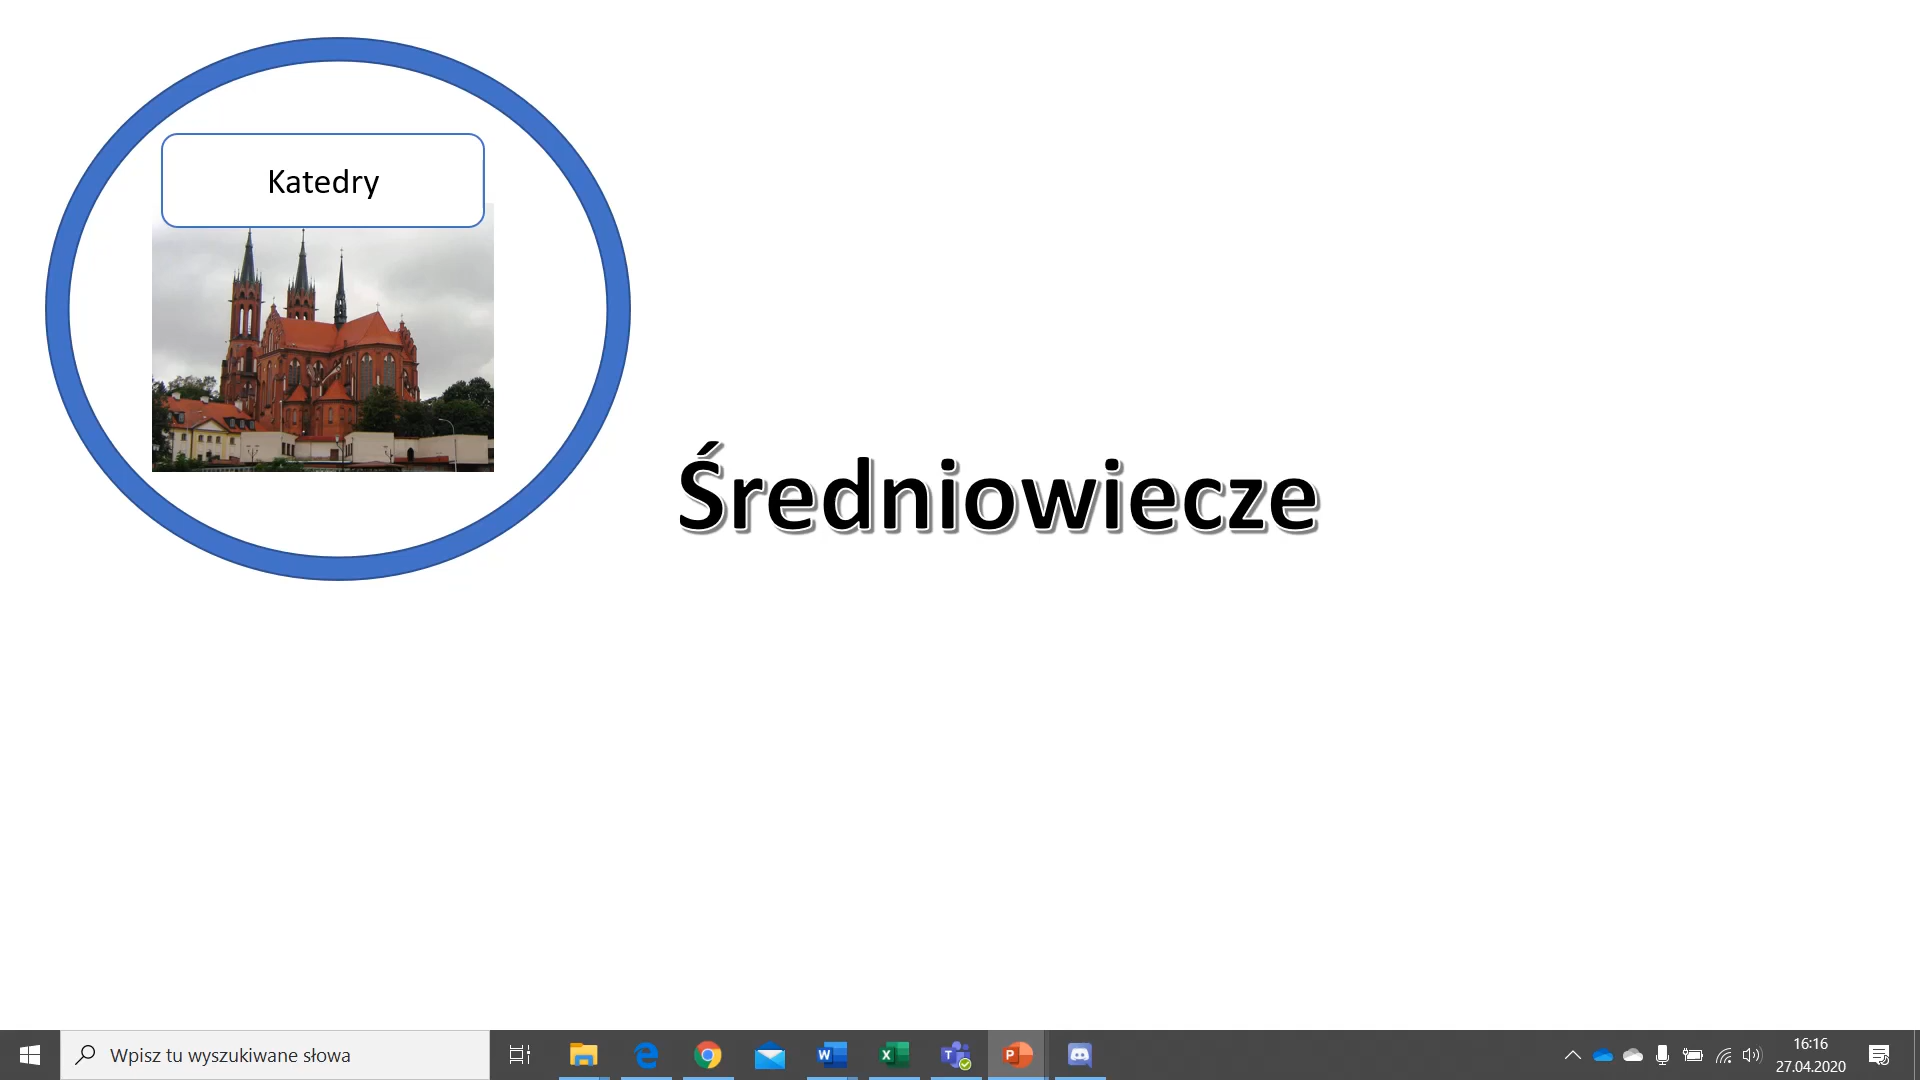 Katedry
Średniowiecze
Wpisz tu wyszukiwane słowa
16:16
27.04.2020